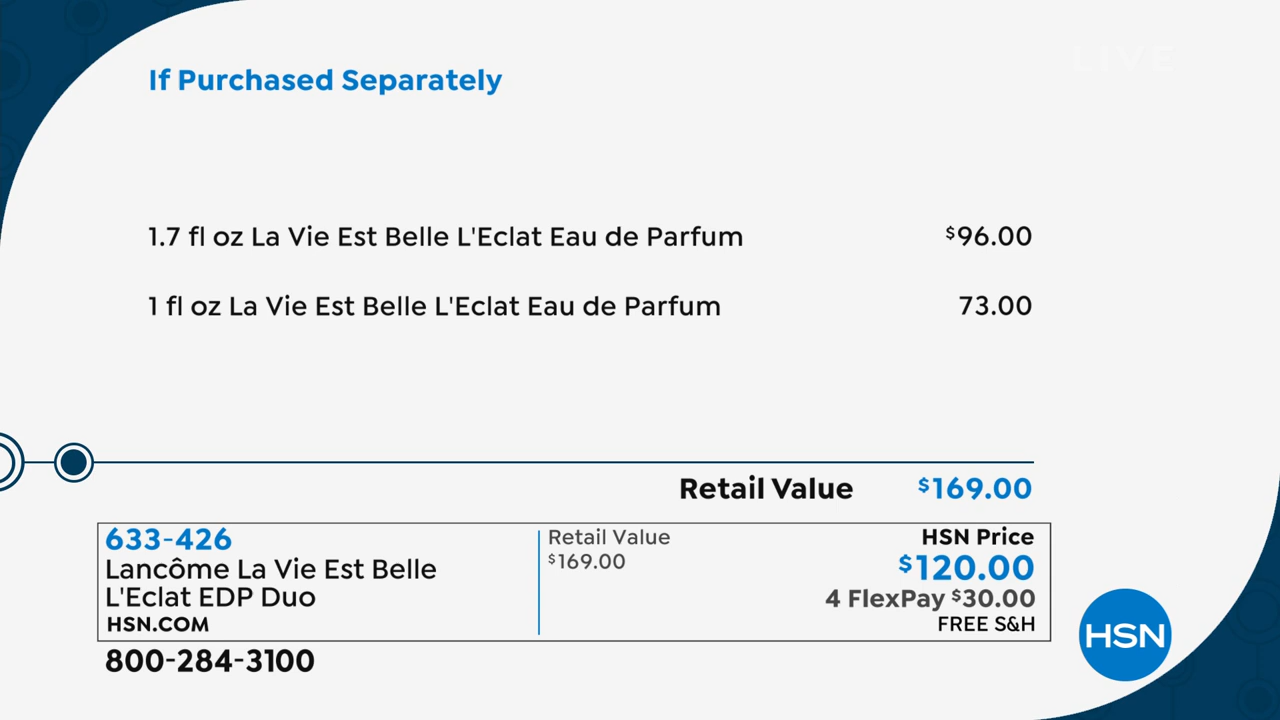 LIVE
If Purchased Separately
1.7 fl oz La Vie Est Belle L'Eclat Eau de Parfum $96.00
1 fl oz La Vie Est Belle L'Eclat Eau de Parfum 73.00
Retail Value $169.00
633-426
Lancôme La Vie Est Belle
L'Eclat EDP Duo
HSN.COM
Retail Value
$169.00
HSN Price
$120.00
4 FlexPay $30.00
FREE S&H
800-284-3100
HSN